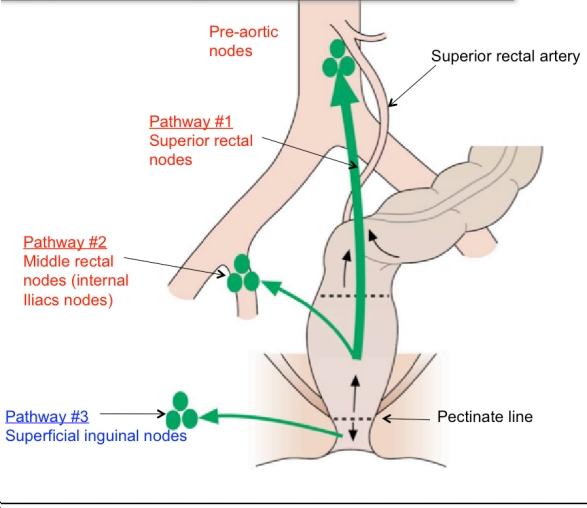 Pre-aortic
nodes
Superior rectal artery
Pathway #1
Superior rectal
nodes
Pathway #2
Middle rectal
nodes (internal
Iliacs nodes)
Pathway #3
Superficial inguinal nodes
Pectinate line